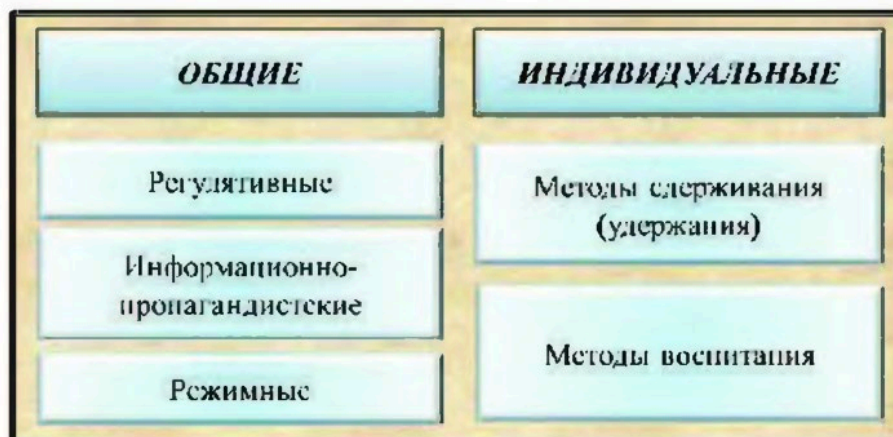 ОБЩИЕ
Регулятивные
Информационно-
пропагандистские
Режимные
ИНДИВИДУАЛЬНЫЕ
Методы сдерживания
(удержания)
Методы воспитания